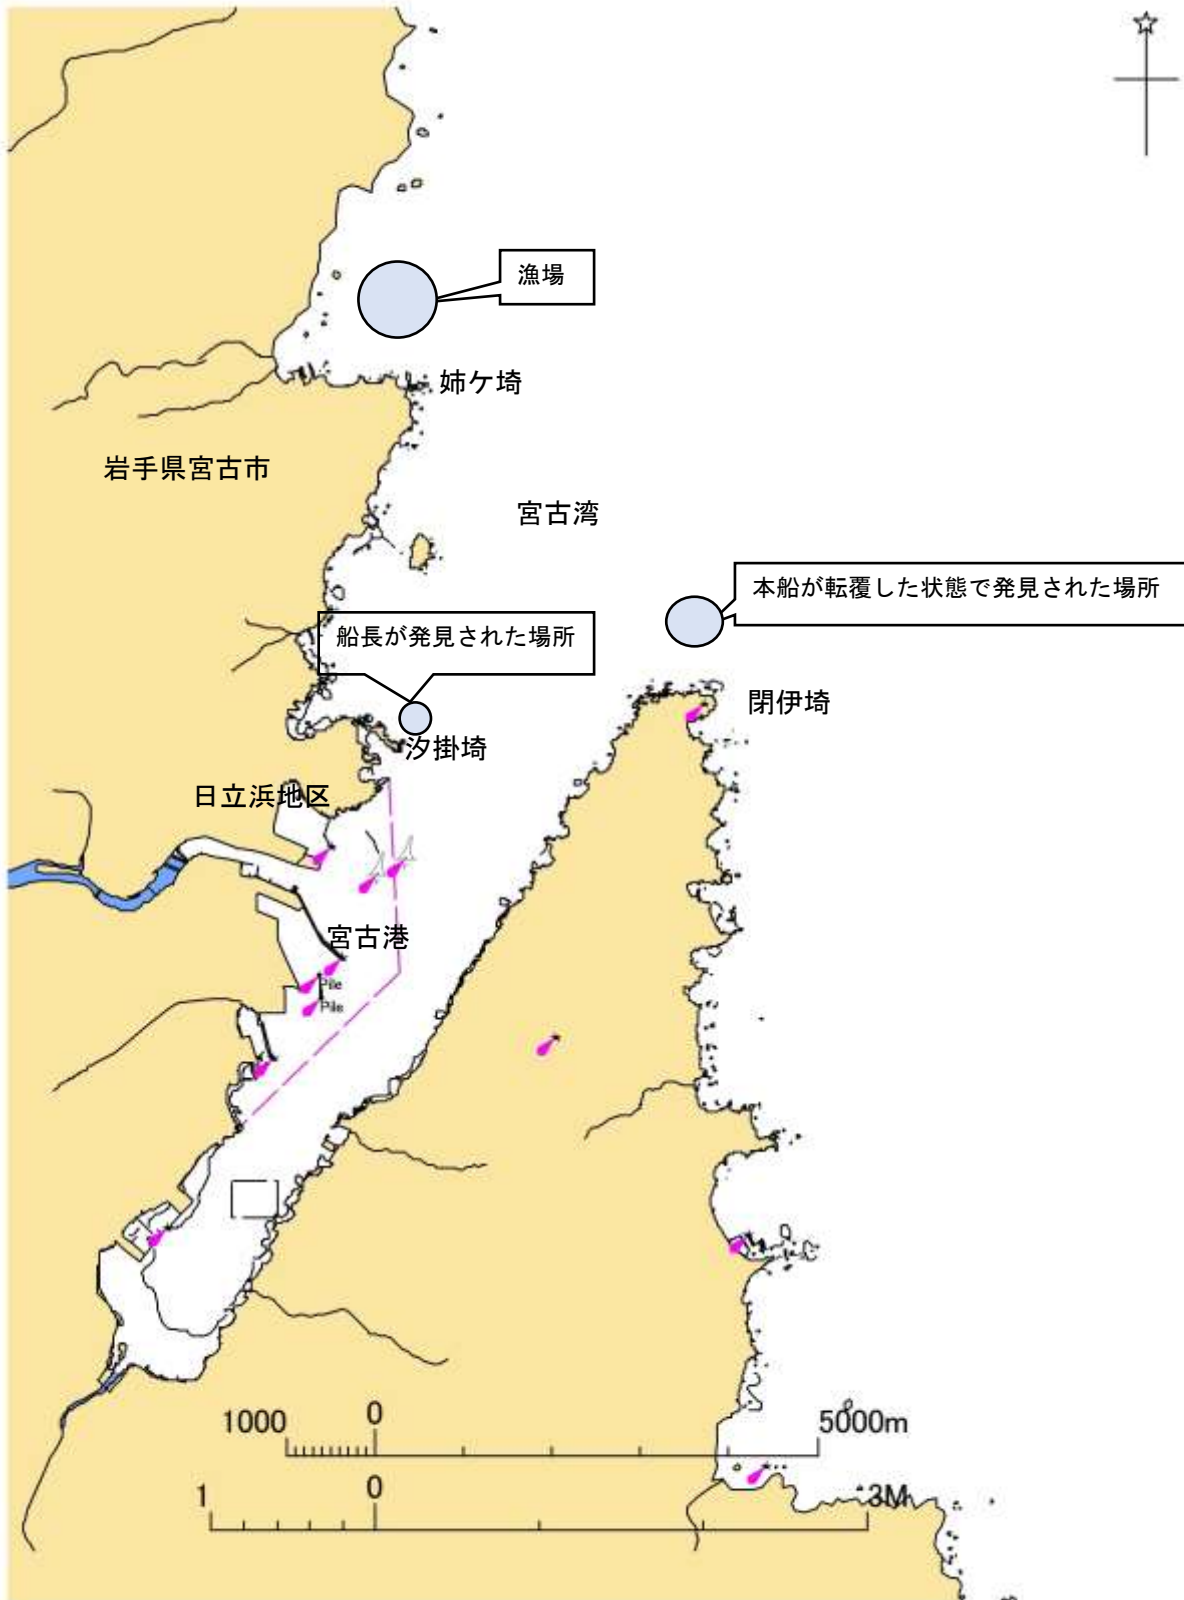 漁場
姉ケ埼
岩手県宮古市
宮古湾
本船が転覆した状態で発見された場所
船長が発見された場所
閉伊埼
汐掛埼
日立浜地区
宮古港
Pile
Pile
1000 0 5000m
1 0 3M